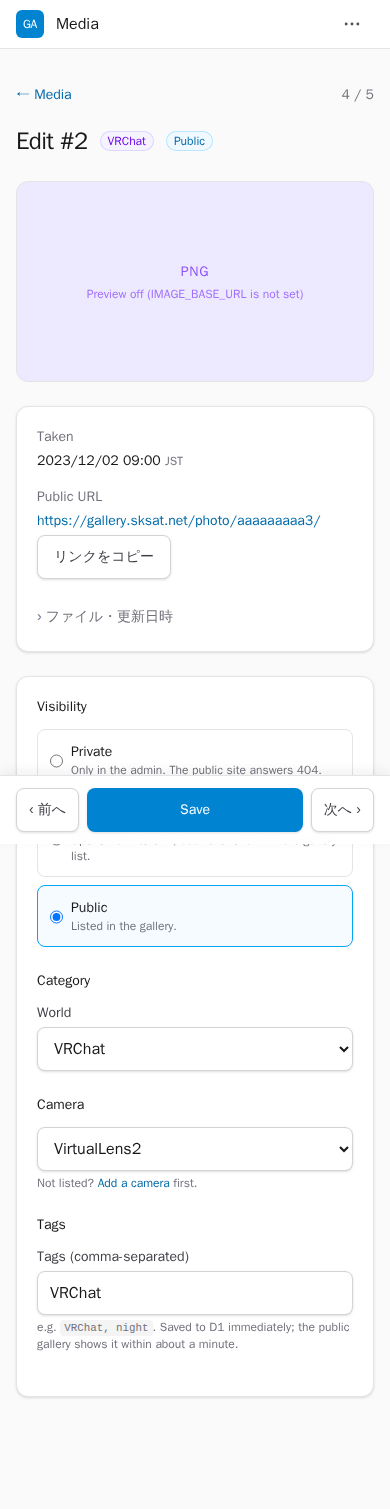 GA Media ···
← Media 4 / 5
Edit #2 VRChat Public
PNG
Preview off (IMAGE_BASE_URL is not set)
Taken
2023/12/02 09:00 JST
Public URL
https://gallery.sksat.net/photo/aaaaaaaaa3/
リンクをコピー
› ファイル・更新日時
Visibility
Private
Only in the admin. The public site answers 404.
‹ 前へ Save 次へ ›
list.
Public
Listed in the gallery.
Category
World
VRChat
Camera
VirtualLens2
Not listed? Add a camera first.
Tags
Tags (comma-separated)
VRChat
e.g. VRChat, night. Saved to D1 immediately; the public
gallery shows it within about a minute.